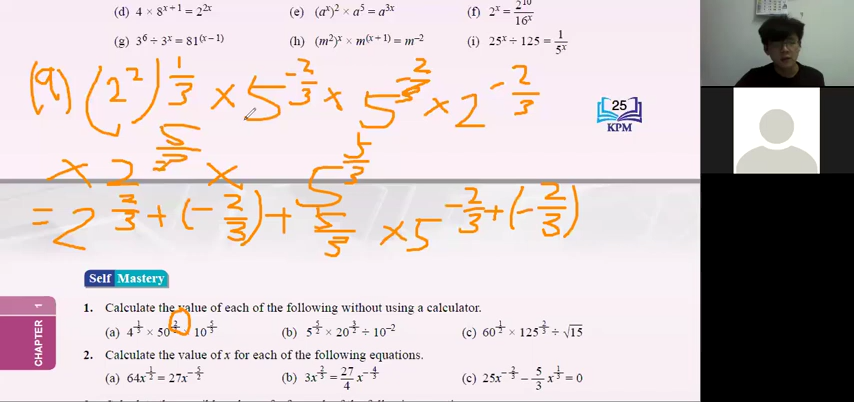 (d) 4 × 8^(x + 1) = 2^(2x) (e) (a^x)^2 × a^5 = a^(3x) (f) 2^x = 2^10/16^x
(g) 3^6 ÷ 3^x = 81^(x – 1) (h) (m^2)^x × m^(x + 1) = m^–2 (i) 25^x ÷ 125 = 1/5^x
(a) (2^2)^(1/3) × 5^(-2/3) × 5^(-2/3) × 2^(-2/3)
25
KPM
× 2^(5/3) × 5^(5/3)
= 2^(2/3 + (-2/3) + 5/3) × 5^(-2/3 + (-2/3)
Self Mastery
1. Calculate the value of each of the following without using a calculator.
(a) 4^(1/3) × 50^(2/3) × 10^(5/3) (b) 5^(5/2) × 20^(3/2) ÷ 10^–2 (c) 60^(1/2) × 125^(2/3) ÷ √15
2. Calculate the value of x for each of the following equations.
(a) 64x^(1/2) = 27x^(–5/2) (b) 3x^(2/3) = 27/4 x^(–4/3) (c) 25x^(–2/3) – 5/3 x^(1/3) = 0
CHAPTER 1